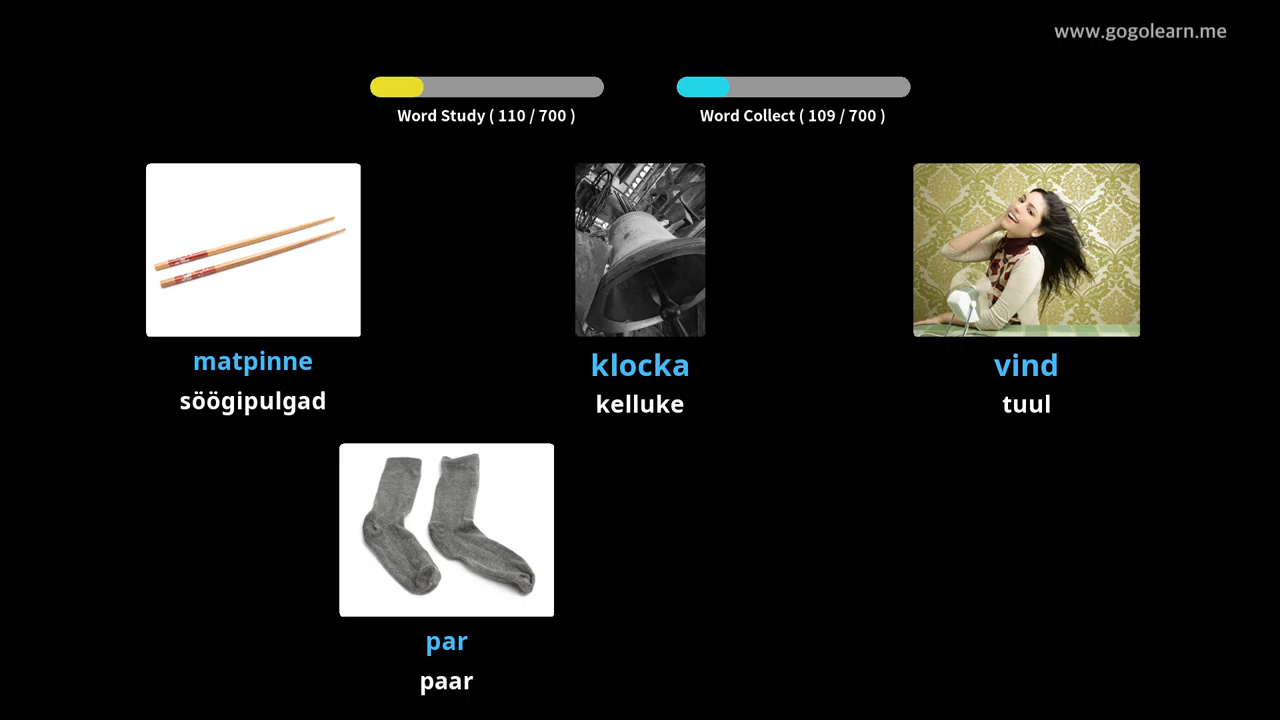 www.gogolearn.me
Word Study ( 110 / 700 )
Word Collect ( 109 / 700 )
matpinne
söögipulgad
klocka
kelluke
vind
tuul
par
paar